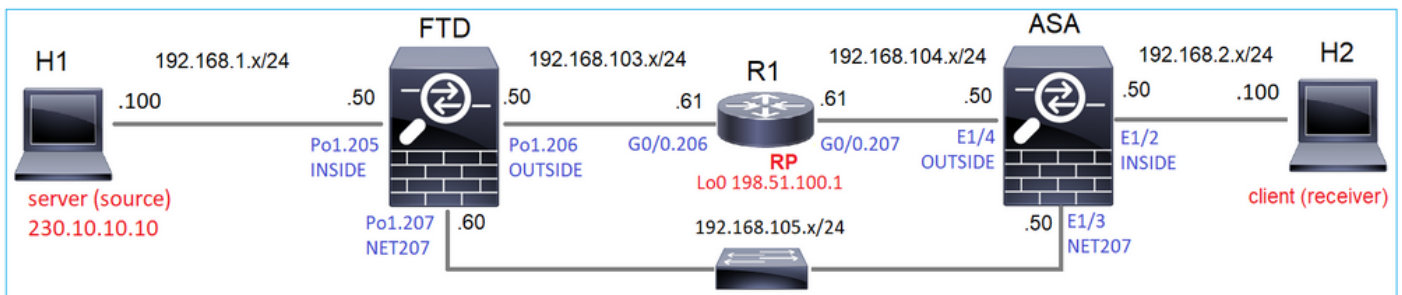 FTD
ASA
H1
192.168.1.x/24
192.168.103.x/24
R1
192.168.104.x/24
192.168.2.x/24
H2
.100
.50
.50
.61
.61
.50
.50
.100
Po1.205
INSIDE
Po1.206
OUTSIDE
G0/0.206
RP
Lo0 198.51.100.1
G0/0.207
E1/4
OUTSIDE
E1/2
INSIDE
server (source)
230.10.10.10
client (receiver)
Po1.207
NET207
.60
192.168.105.x/24
.50
E1/3
NET207